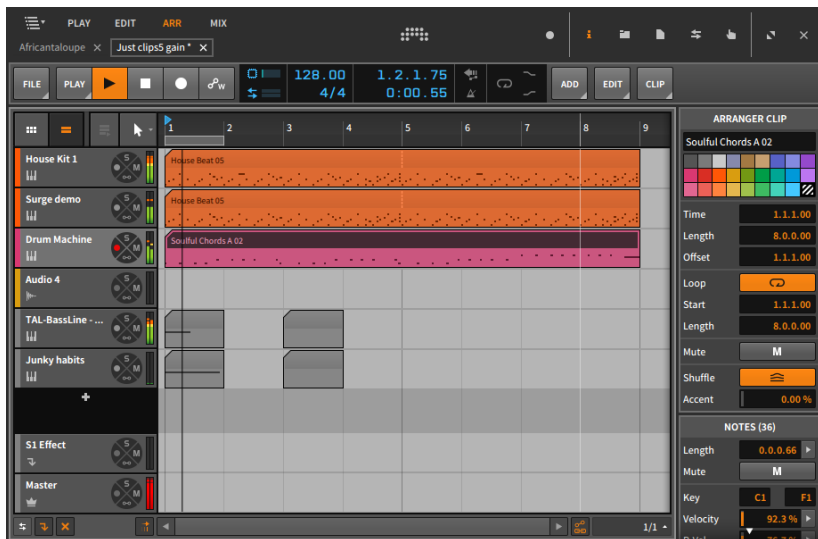 PLAY EDIT ARR MIX
Africantaloupe × Just clips5 gain * ×
FILE PLAY W 128.00 4/4 1.2.1.75 0:00.55 ADD EDIT CLIP
1 2 3 4 5 6 7 8 9
House Kit 1 S M House Beat 05
Surge demo S M House Beat 05
Drum Machine S M Soulful Chords A 02
Audio 4 S M
TAL-BassLine - ... S M
Junky habits S M
+
S1 Effect S M
Master S M
1/1
ARRANGER CLIP
Soulful Chords A 02
Time 1.1.1.00
Length 8.0.0.00
Offset 1.1.1.00
Loop
Start 1.1.1.00
Length 8.0.0.00
Mute M
Shuffle
Accent 0.00 %
NOTES (36)
Length 0.0.0.66
Mute M
Key C1 F1
Velocity 92.3 %